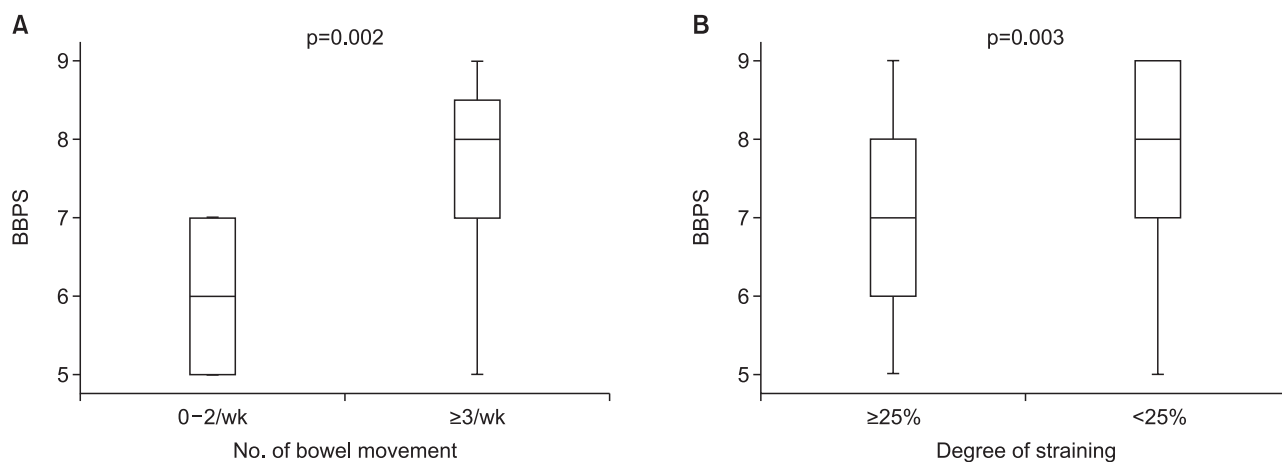 A
p=0.002
9
8
7
6
5
BBPS
0−2/wk
≥3/wk
No. of bowel movement
B
p=0.003
9
8
7
6
5
BBPS
≥25%
<25%
Degree of straining